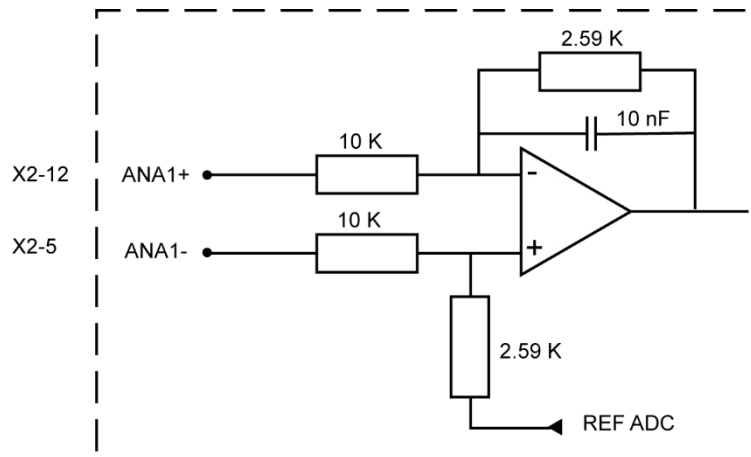 2.59 K
10 nF
10 K
X2-12
ANA1+
-
10 K
X2-5
ANA1-
+
2.59 K
REF ADC